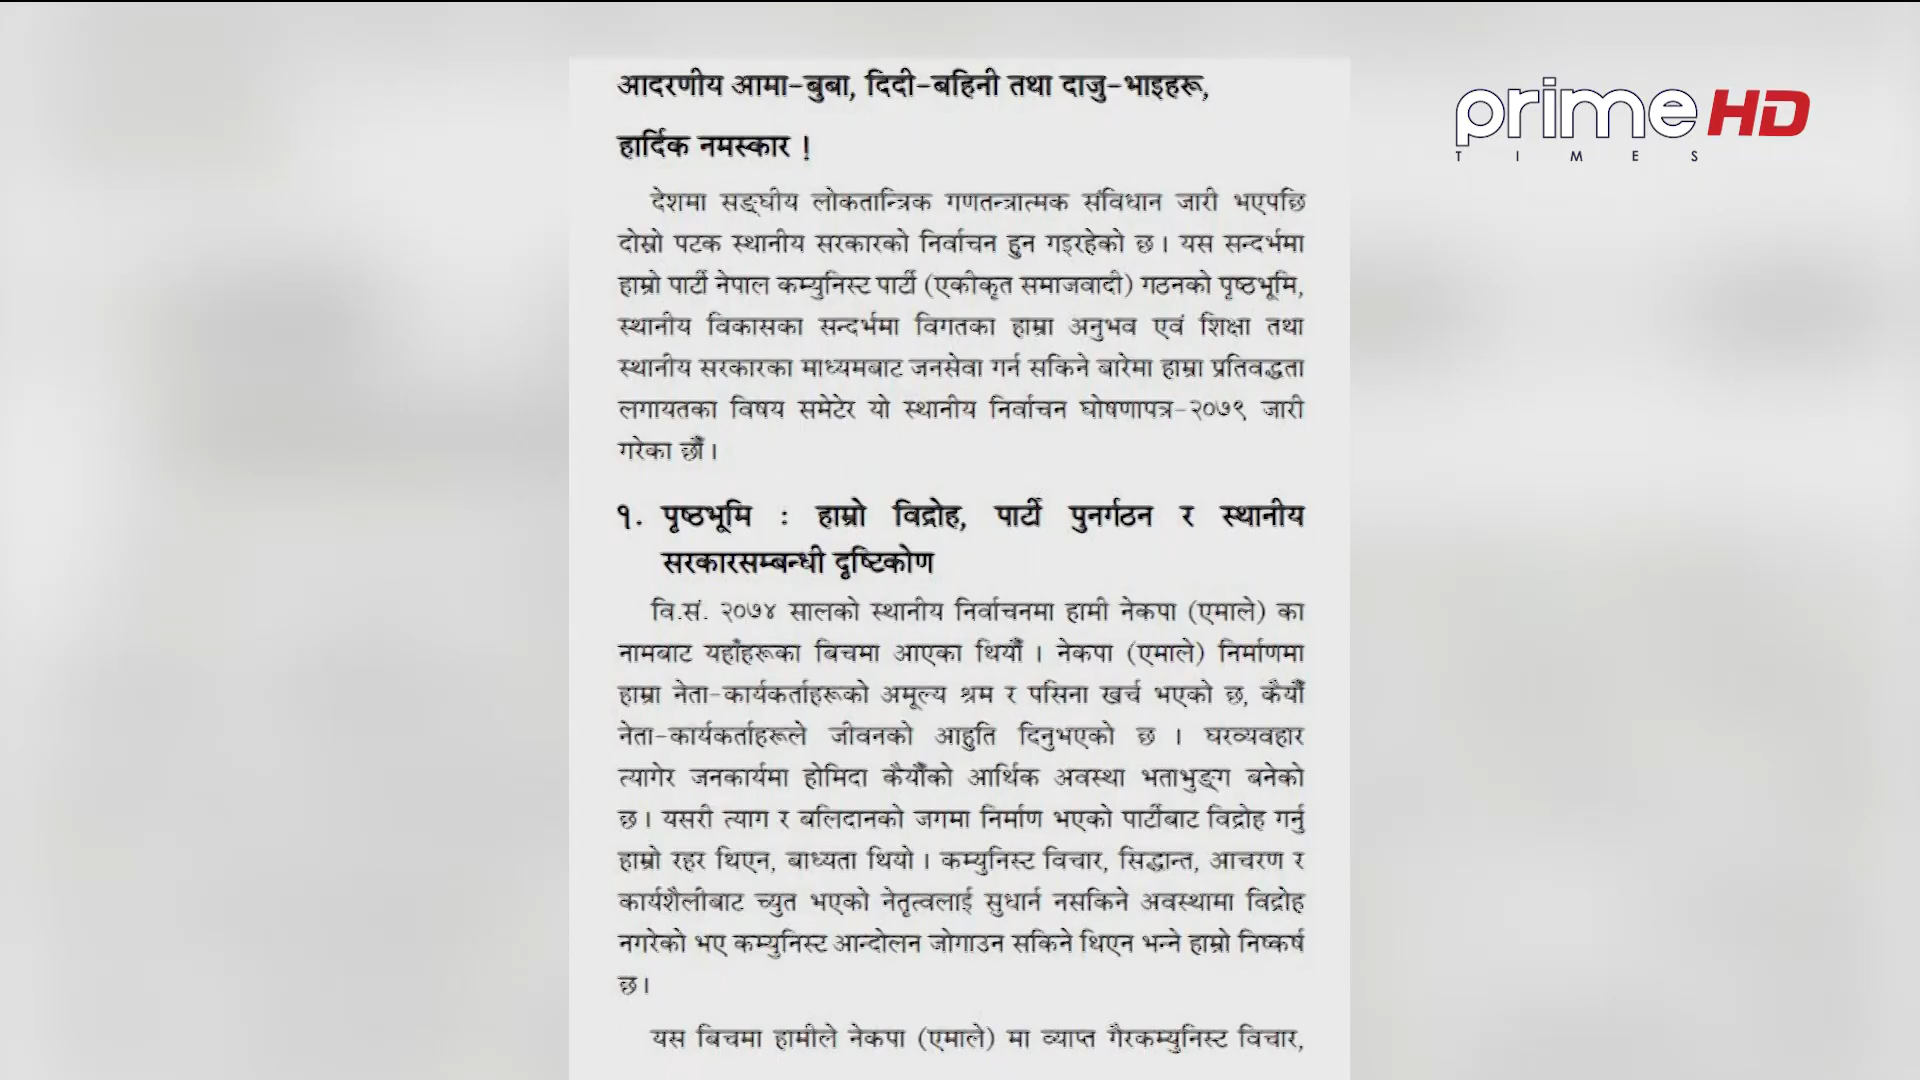 आदरणीय आमा-बुबा, दिदी-बहिनी तथा दाजु-भाइहरू,
हार्दिक नमस्कार !
देशमा सङ्घीय लोकतान्त्रिक गणतन्त्रात्मक संविधान जारी भएपछि
दोस्रो पटक स्थानीय सरकारको निर्वाचन हुन गइरहेको छ । यस सन्दर्भमा
हाम्रो पार्टी नेपाल कम्युनिस्ट पार्टी (एकीकृत समाजवादी) गठनको पृष्ठभूमि,
स्थानीय विकासका सन्दर्भमा विगतका हाम्रा अनुभव एवं शिक्षा तथा
स्थानीय सरकारका माध्यमबाट जनसेवा गर्न सकिने बारेमा हाम्रा प्रतिवद्धता
लगायतका विषय समेटेर यो स्थानीय निर्वाचन घोषणापत्र-२०७९ जारी
गरेका छौँ ।
१. पृष्ठभूमि : हाम्रो विद्रोह, पार्टी पुनर्गठन र स्थानीय
सरकारसम्बन्धी दृष्टिकोण
वि.सं. २०७४ सालको स्थानीय निर्वाचनमा हामी नेकपा (एमाले) का
नामबाट यहाँहरूका बिचमा आएका थियौँ । नेकपा (एमाले) निर्माणमा
हाम्रा नेता-कार्यकर्ताहरूको अमूल्य श्रम र पसिना खर्च भएको छ, कैयौँ
नेता-कार्यकर्ताहरूले जीवनको आहुति दिनुभएको छ । घरव्यवहार
त्यागेर जनकार्यमा होमिदा कैयौँको आर्थिक अवस्था भताभुङ्ग बनेको
छ । यसरी त्याग र बलिदानको जगमा निर्माण भएको पार्टीबाट विद्रोह गर्नु
हाम्रो रहर थिएन, बाध्यता थियो । कम्युनिस्ट विचार, सिद्धान्त, आचरण र
कार्यशैलीबाट च्युत भएको नेतृत्वलाई सुधार्न नसकिने अवस्थामा विद्रोह
नगरेको भए कम्युनिस्ट आन्दोलन जोगाउन सकिने थिएन भन्ने हाम्रो निष्कर्ष
छ ।
यस बिचमा हामीले नेकपा (एमाले) मा व्याप्त गैरकम्युनिस्ट विचार,
prime HD
TIMES